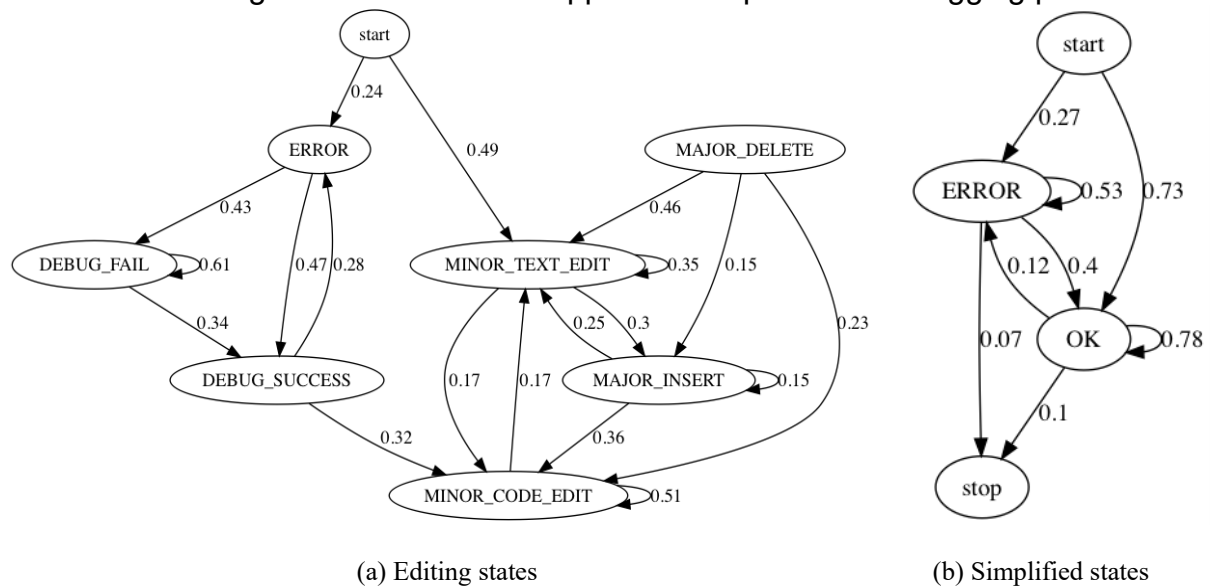 start
0.24
0.49
ERROR
MAJOR_DELETE
0.43
0.47
0.28
0.46
0.15
0.23
DEBUG_FAIL
0.61
MINOR_TEXT_EDIT
0.35
0.34
0.25
0.3
DEBUG_SUCCESS
0.17
0.17
MAJOR_INSERT
0.15
0.32
0.36
MINOR_CODE_EDIT
0.51
(a) Editing states
start
0.27
0.73
ERROR
0.53
0.12
0.4
0.07
OK
0.78
0.1
stop
(b) Simplified states